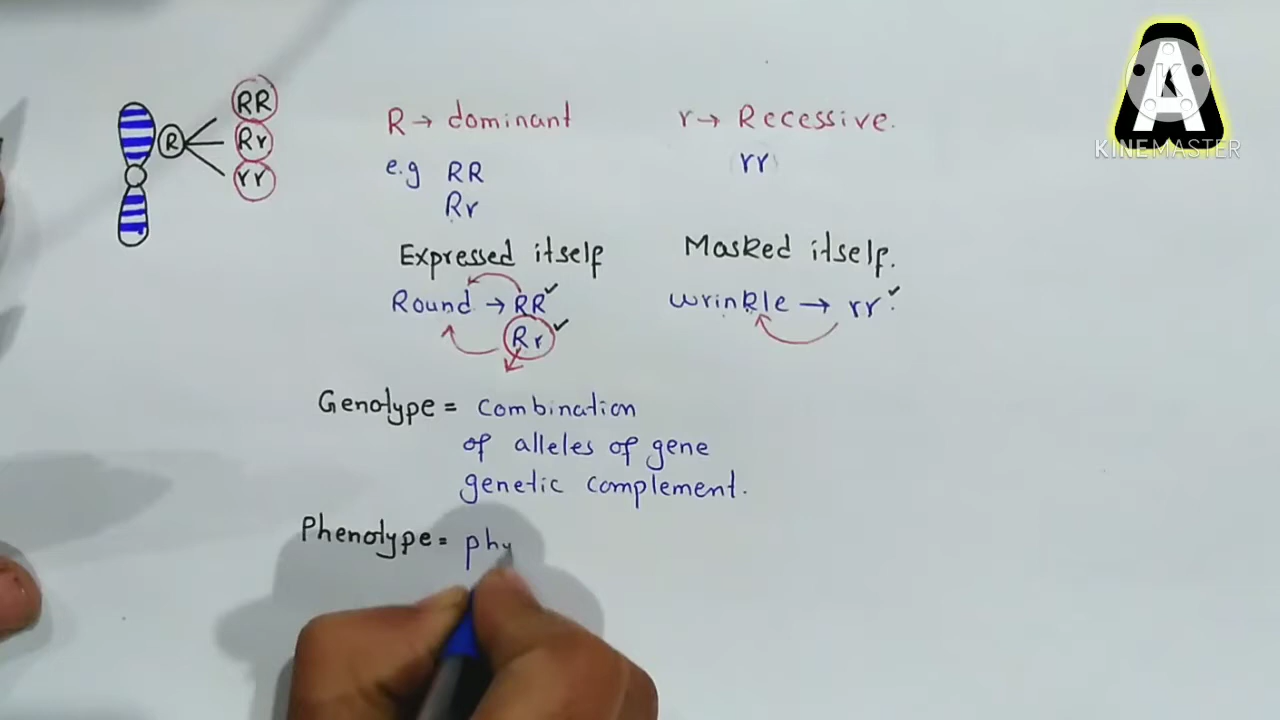 RR
R
Rr
rr
R → dominant
e.g RR
Rr
Expressed itself
Round → RR ✓
Rr ✓
r → Recessive.
rr
Masked itself.
wrinkle → rr ✓
Genotype = combination
of alleles of gene
genetic complement.
Phenotype = phy
A
K
KINEMASTER